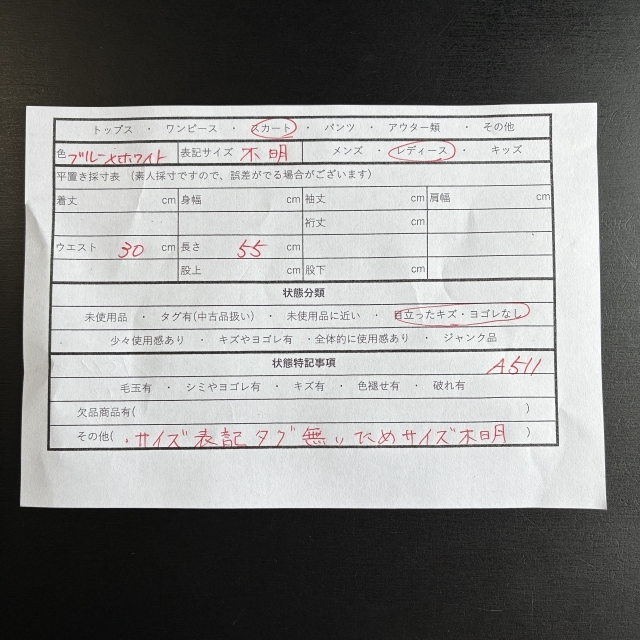 トップス ・ ワンピース ・ スカート ・ パンツ ・ アウター類 ・ その他
色 ブルー×ホワイト 表記サイズ 不明 メンズ ・ レディース ・ キッズ
平置き採寸表 (素人採寸ですので、誤差がでる場合がございます)
着丈 cm 身幅 cm 袖丈 cm 肩幅 cm
裄丈 cm
ウエスト 30 cm 長さ 55 cm
股上 cm 股下 cm
状態分類
未使用品 ・ タグ有(中古品扱い) ・ 未使用品に近い ・ 目立ったキズ・ヨゴレなし
少々使用感あり ・ キズやヨゴレ有 ・全体的に使用感あり ・ ジャンク品
状態特記事項 A511
毛玉有 ・ シミやヨゴレ有 ・ キズ有 ・ 色褪せ有 ・ 破れ有
欠品商品有( )
その他( ・サイズ表記タグ無いためサイズ不明 )